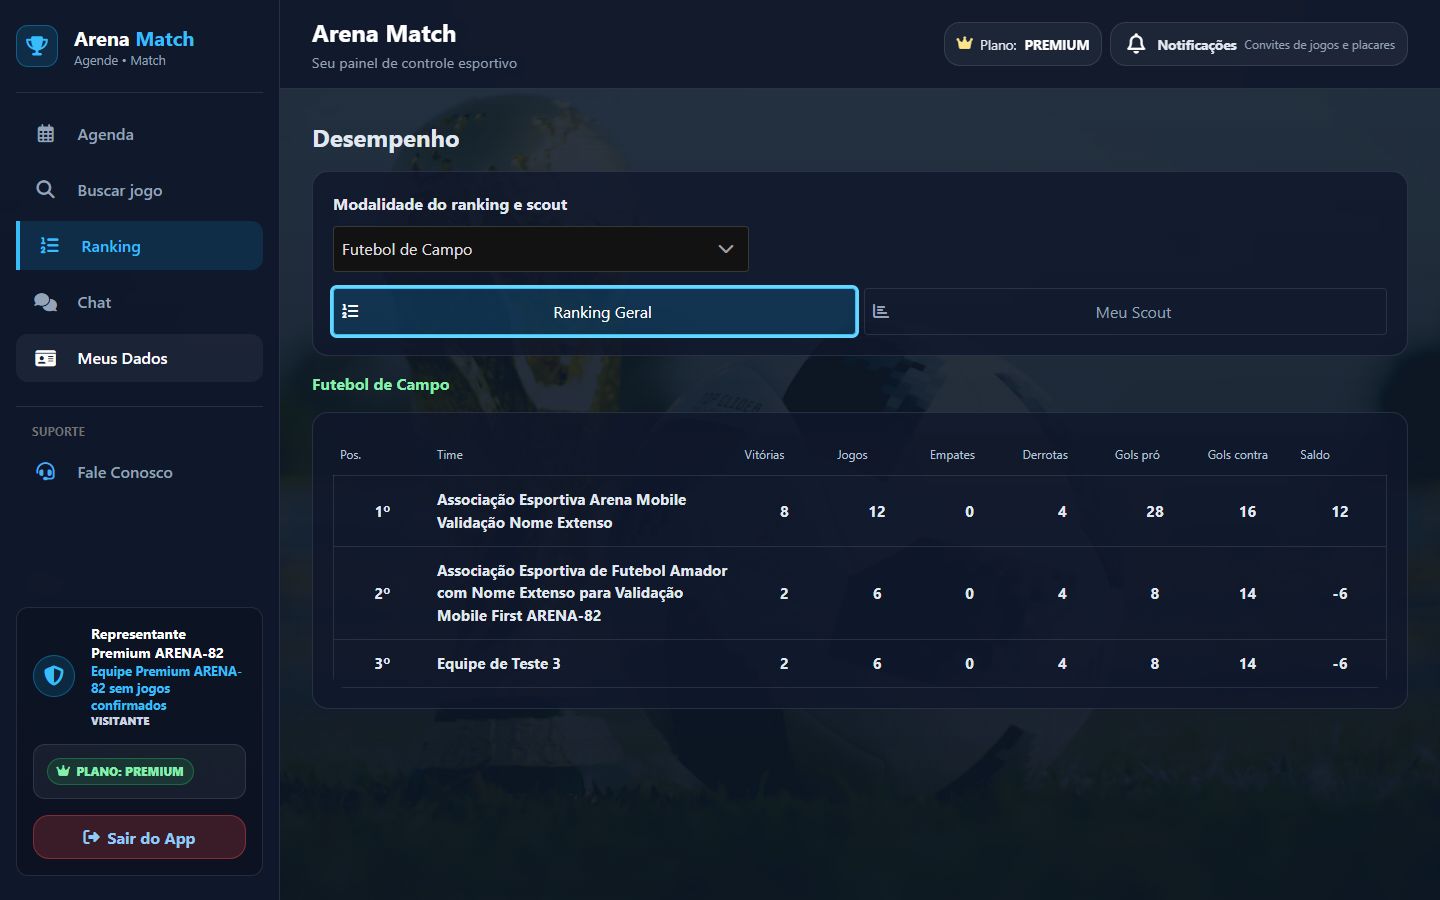 Arena Match
Agende • Match
Agenda
Buscar jogo
Ranking
Chat
Meus Dados
SUPORTE
Fale Conosco
Representante
Premium ARENA-82
Equipe Premium ARENA-
82 sem jogos
confirmados
VISITANTE
PLANO: PREMIUM
Sair do App
Arena Match
Seu painel de controle esportivo
Plano: PREMIUM
Notificações Convites de jogos e placares
Desempenho
Modalidade do ranking e scout
Futebol de Campo
Ranking Geral
Meu Scout
Futebol de Campo
Pos. Time Vitórias Jogos Empates Derrotas Gols pró Gols contra Saldo
1º Associação Esportiva Arena Mobile
Validação Nome Extenso 8 12 0 4 28 16 12
2º Associação Esportiva de Futebol Amador
com Nome Extenso para Validação
Mobile First ARENA-82 2 6 0 4 8 14 -6
3º Equipe de Teste 3 2 6 0 4 8 14 -6